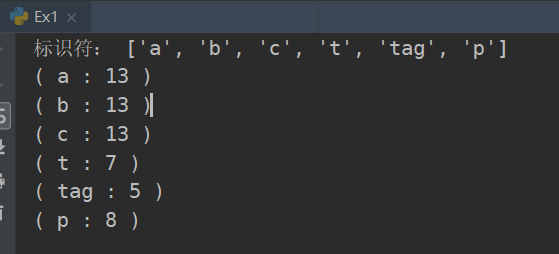 Ex1
标识符： ['a', 'b', 'c', 't', 'tag', 'p']
( a : 13 )
( b : 13 )
( c : 13 )
( t : 7 )
( tag : 5 )
( p : 8 )